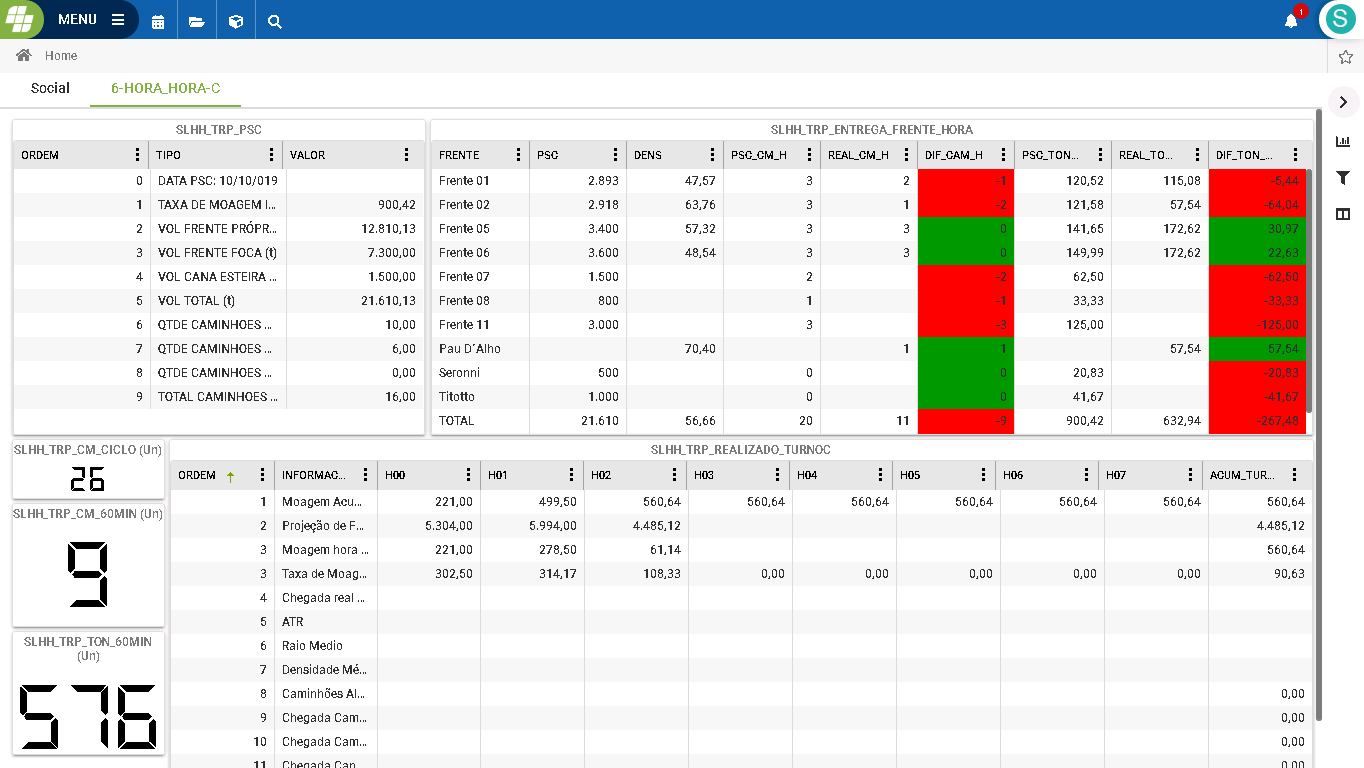 MENU
1
S
Home
Social
6-HORA_HORA-C
SLHH_TRP_PSC
ORDEM TIPO VALOR
0 DATA PSC: 10/10/019
1 TAXA DE MOAGEM I... 900,42
2 VOL FRENTE PRÓPR... 12.810,13
3 VOL FRENTE FOCA (t) 7.300,00
4 VOL CANA ESTEIRA ... 1.500,00
5 VOL TOTAL (t) 21.610,13
6 QTDE CAMINHOES ... 10,00
7 QTDE CAMINHOES ... 6,00
8 QTDE CAMINHOES ... 0,00
9 TOTAL CAMINHOES ... 16,00
SLHH_TRP_ENTREGA_FRENTE_HORA
FRENTE PSC DENS PSC_CM_H REAL_CM_H DIF_CAM_H PSC_TON... REAL_TO... DIF_TON_...
Frente 01 2.893 47,57 3 2 -1 120,52 115,08 -5,44
Frente 02 2.918 63,76 3 1 -2 121,58 57,54 -64,04
Frente 05 3.400 57,32 3 3 0 141,65 172,62 30,97
Frente 06 3.600 48,54 3 3 0 149,99 172,62 22,63
Frente 07 1.500 2 -2 62,50 -62,50
Frente 08 800 1 -1 33,33 -33,33
Frente 11 3.000 3 -3 125,00 -125,00
Pau D´Alho 70,40 1 1 57,54 57,54
Seronni 500 0 0 20,83 -20,83
Titotto 1.000 0 0 41,67 -41,67
TOTAL 21.610 56,66 20 11 -9 900,42 632,94 -267,48
SLHH_TRP_CM_CICLO (Un)
26
SLHH_TRP_CM_60MIN (Un)
9
SLHH_TRP_TON_60MIN
(Un)
576
SLHH_TRP_REALIZADO_TURNOC
ORDEM INFORMAC... H00 H01 H02 H03 H04 H05 H06 H07 ACUM_TUR...
1 Moagem Acu... 221,00 499,50 560,64 560,64 560,64 560,64 560,64 560,64 560,64
2 Projeção de F... 5.304,00 5.994,00 4.485,12 4.485,12
3 Moagem hora ... 221,00 278,50 61,14 560,64
3 Taxa de Moag... 302,50 314,17 108,33 0,00 0,00 0,00 0,00 0,00 90,63
4 Chegada real ...
5 ATR
6 Raio Medio
7 Densidade Mé...
8 Caminhões Al... 0,00
9 Chegada Cam... 0,00
10 Chegada Cam... 0,00
11 Chegada Can... 0,00